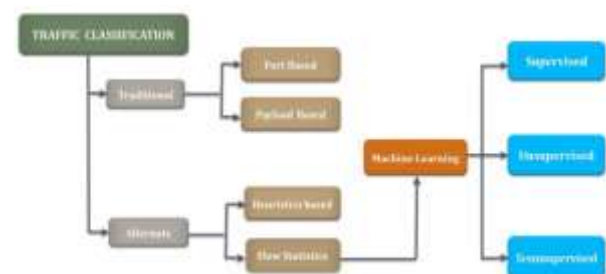 TRAFFIC CLASSIFICATION
Traditional
Port Based
Payload Based
Alternate
Heuristics based
Flow Statistics
Machine Learning
Supervised
Unsupervised
Semisupervised